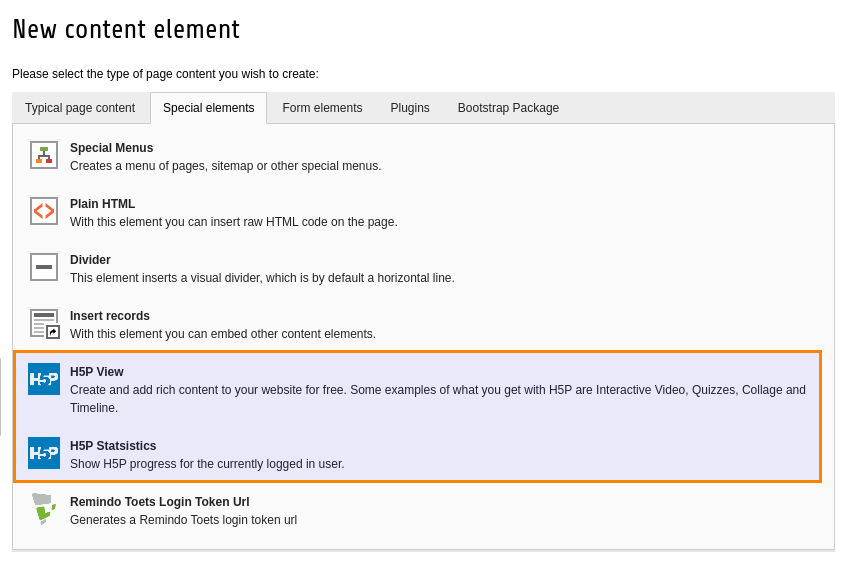 New content element
Please select the type of page content you wish to create:
Typical page content Special elements Form elements Plugins Bootstrap Package
Special Menus
Creates a menu of pages, sitemap or other special menus.
Plain HTML
With this element you can insert raw HTML code on the page.
Divider
This element inserts a visual divider, which is by default a horizontal line.
Insert records
With this element you can embed other content elements.
H5P H5P View
Create and add rich content to your website for free. Some examples of what you get with H5P are Interactive Video, Quizzes, Collage and
Timeline.
H5P H5P Statsistics
Show H5P progress for the currently logged in user.
Remindo Toets Login Token Url
Generates a Remindo Toets login token url